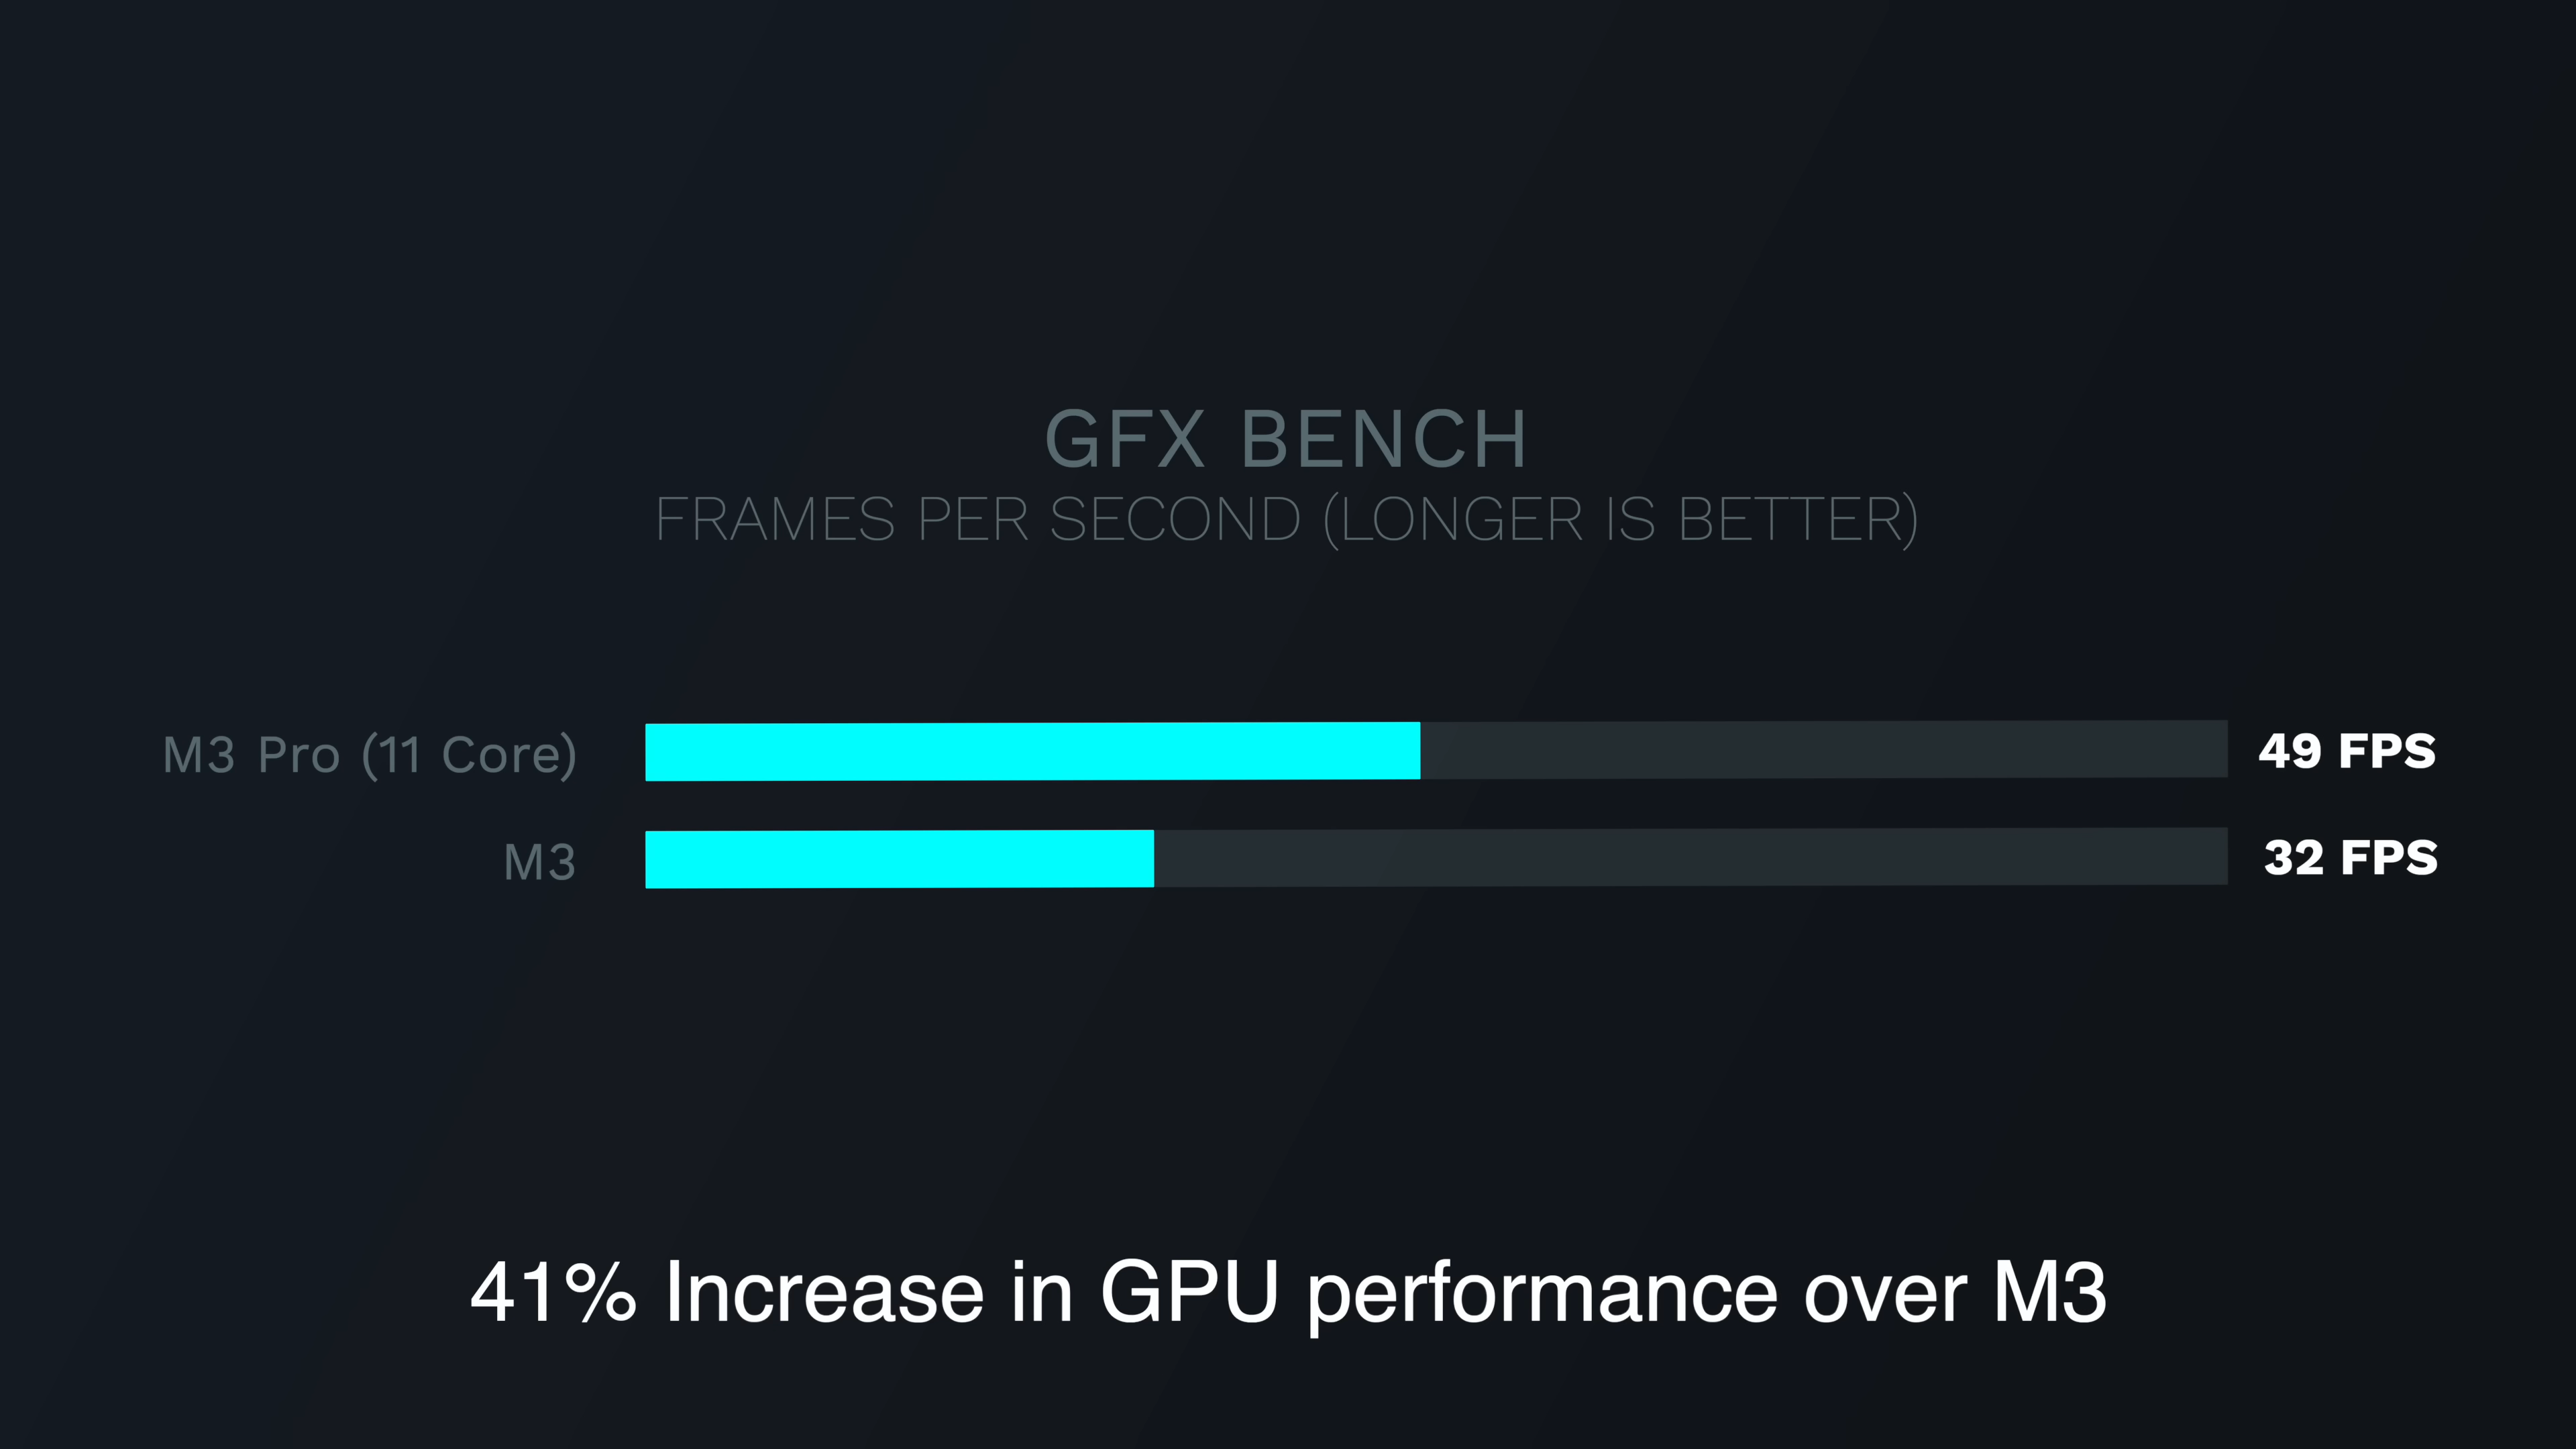 GFX BENCH
FRAMES PER SECOND (LONGER IS BETTER)
M3 Pro (11 Core) 49 FPS
M3 32 FPS
41% Increase in GPU performance over M3